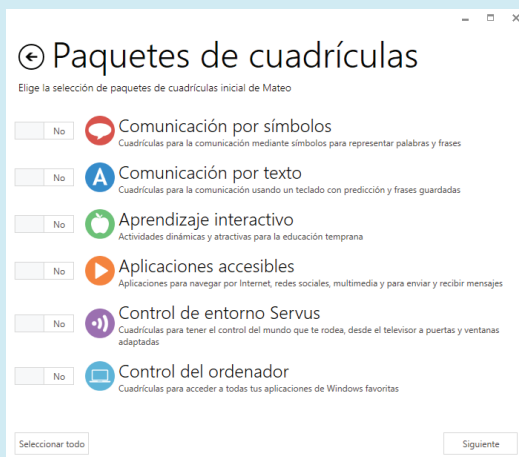 Paquetes de cuadrículas
Elige la selección de paquetes de cuadrículas inicial de Mateo
No
Comunicación por símbolos
Cuadrículas para la comunicación mediante símbolos para representar palabras y frases
No
A
Comunicación por texto
Cuadrículas para la comunicación usando un teclado con predicción y frases guardadas
No
Aprendizaje interactivo
Actividades dinámicas y atractivas para la educación temprana
No
Aplicaciones accesibles
Aplicaciones para navegar por Internet, redes sociales, multimedia y para enviar y recibir mensajes
No
Control de entorno Servus
Cuadrículas para tener el control del mundo que te rodea, desde el televisor a puertas y ventanas
adaptadas
No
Control del ordenador
Cuadrículas para acceder a todas tus aplicaciones de Windows favoritas
Seleccionar todo
Siguiente